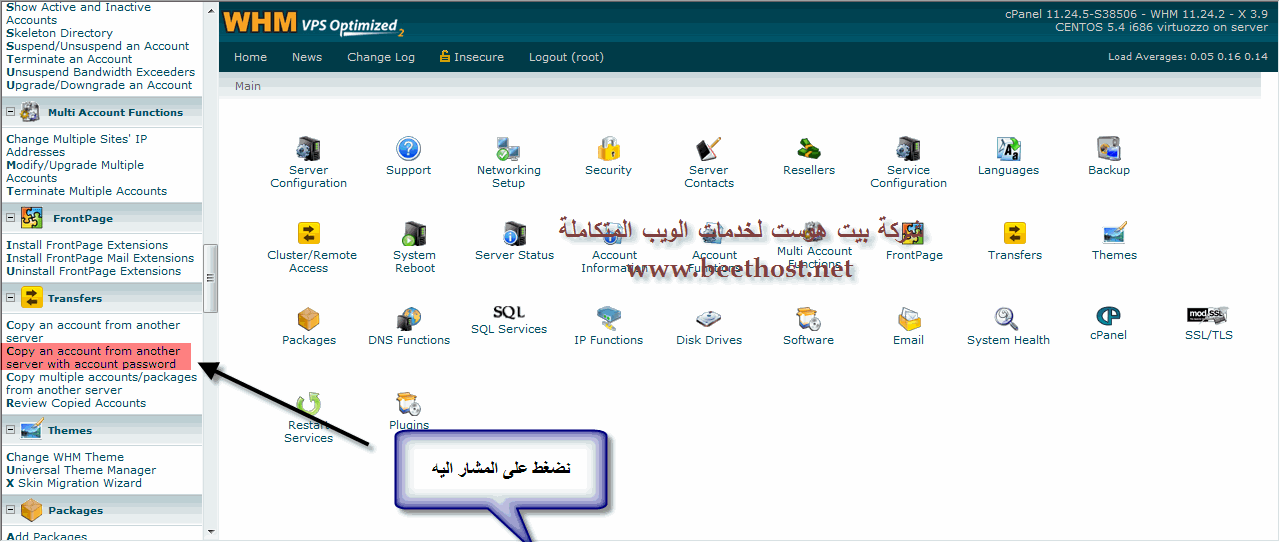 Show Active and Inactive
Accounts
Skeleton Directory
Suspend/Unsuspend an Account
Terminate an Account
Unsuspend Bandwidth Exceeders
Upgrade/Downgrade an Account
Multi Account Functions
Change Multiple Sites' IP
Addresses
Modify/Upgrade Multiple
Accounts
Terminate Multiple Accounts
FrontPage
Install FrontPage Extensions
Install FrontPage Mail Extensions
Uninstall FrontPage Extensions
Transfers
Copy an account from another
server
Copy an account from another
server with account password
Copy multiple accounts/packages
from another server
Review Copied Accounts
Themes
Change WHM Theme
Universal Theme Manager
X Skin Migration Wizard
Packages
Add Packages
WHM VPS Optimized 2
cPanel 11.24.5-S38506 - WHM 11.24.2 - X 3.9
CENTOS 5.4 i686 virtuozzo on server
Home News Change Log Insecure Logout (root)
Load Averages: 0.05 0.16 0.14
Main
Server
Configuration
Support
Networking
Setup
Security
Server
Contacts
Resellers
Service
Configuration
Languages
Backup
شركة بيت هوست لخدمات الويب المتكاملة
www.beethost.net
Cluster/Remote
Access
System
Reboot
Server Status
Account
Information
Account
Functions
Multi Account
Functions
FrontPage
Transfers
Themes
Packages
DNS Functions
SQL
SQL Services
IP Functions
Disk Drives
Software
Email
System Health
cPanel
mod SSL
SSL/TLS
Restart
Services
Plugins
نضغط على المشار اليه